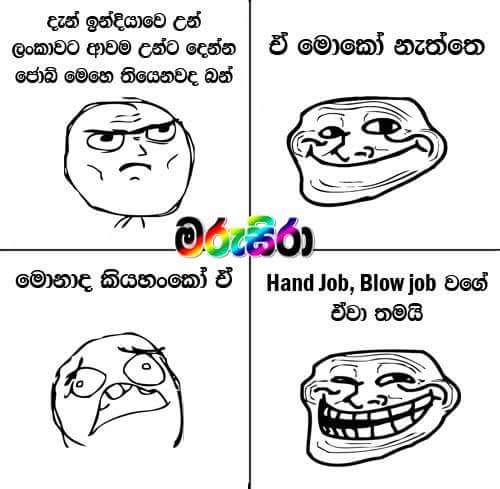 දැන් ඉන්දියාවෙ උන්
ලංකාවට ආවම උන්ට දෙන්න
ජොබ් මෙහෙ තියෙනවද බන්
ඒ මොකෝ නැත්තෙ
මරුසිරා
මොනාද කියහංකෝ ඒ
Hand Job, Blow job වගේ
ඒවා තමයි